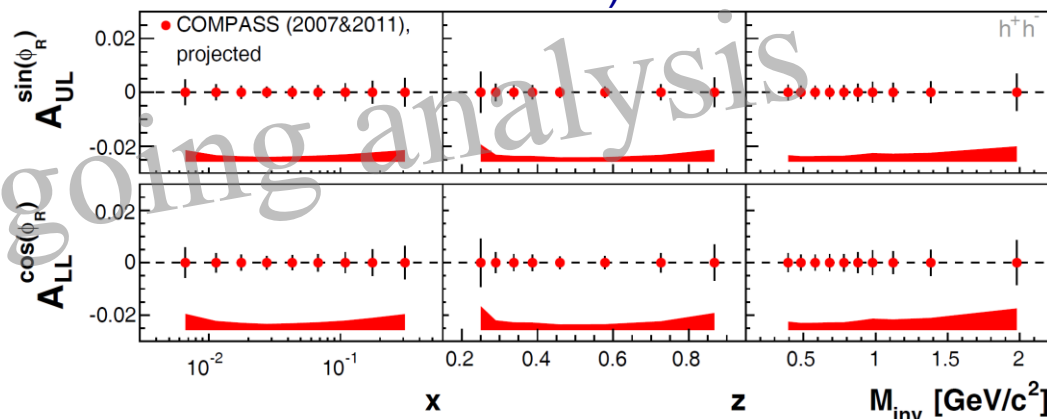 COMPASS (2007&2011),
projected
h⁺h⁻
A_UL^sin(ϕ_R)
0.02
0
-0.02
going analysis
A_LL^cos(ϕ_R)
0.02
0
-0.02
10⁻² 10⁻¹ 0.2 0.4 0.6 0.8 0.5 1 1.5 2
x z M_inv [GeV/c²]